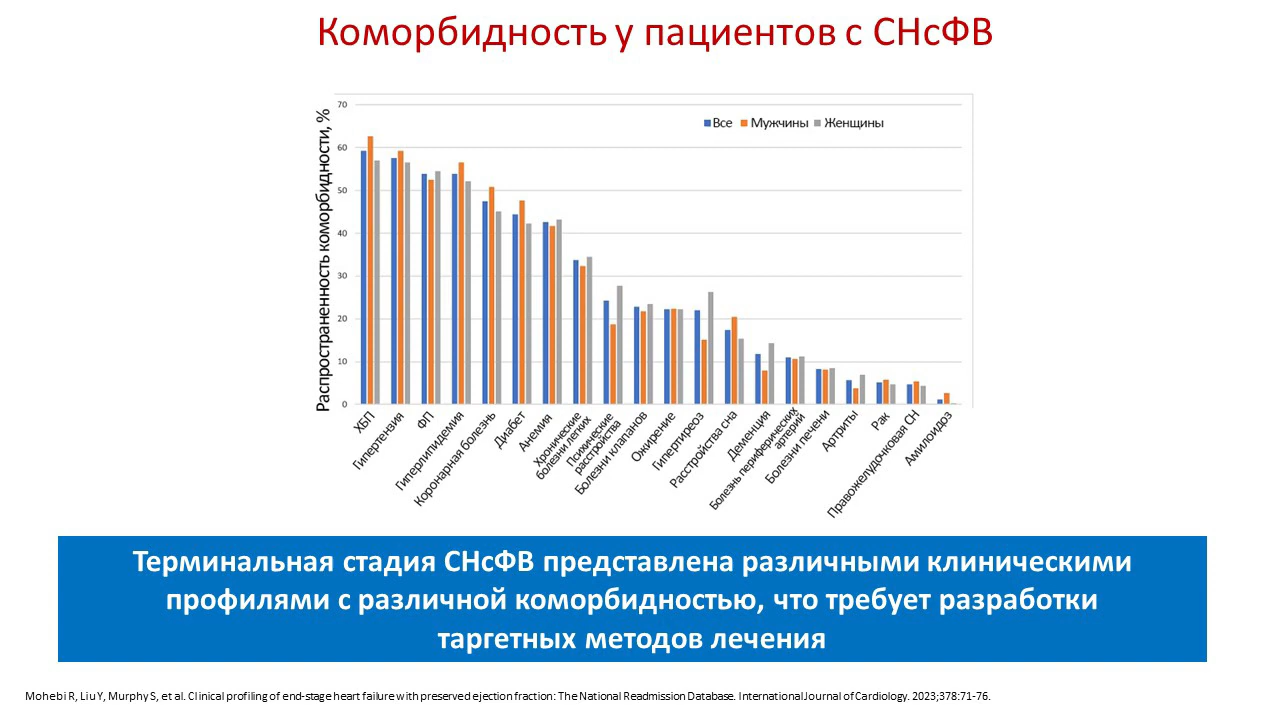 Коморбидность у пациентов с СНсФВ
Распространенность коморбидности, %
70
60
50
40
30
20
10
0
Все Мужчины Женщины
ХБП
Гипертензия
ФП
Гиперлипидемия
Коронарная болезнь
Диабет
Анемия
Хронические
болезни легких
Психические
расстройства
Болезни клапанов
Ожирение
Гипертиреоз
Расстройства сна
Деменция
Болезнь периферических
артерий
Болезни печени
Артриты
Рак
Правожелудочковая СН
Амилоидоз
Терминальная стадия СНсФВ представлена различными клиническими
профилями с различной коморбидностью, что требует разработки
таргетных методов лечения
Mohebi R, Liu Y, Murphy S, et al. Clinical profiling of end-stage heart failure with preserved ejection fraction: The National Readmission Database. International Journal of Cardiology. 2023;378:71-76.